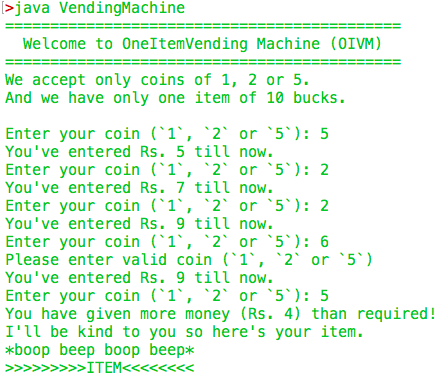 >java VendingMachine
============================================
Welcome to OneItemVending Machine (OIVM)
============================================
We accept only coins of 1, 2 or 5.
And we have only one item of 10 bucks.
Enter your coin (`1`, `2` or `5`): 5
You've entered Rs. 5 till now.
Enter your coin (`1`, `2` or `5`): 2
You've entered Rs. 7 till now.
Enter your coin (`1`, `2` or `5`): 2
You've entered Rs. 9 till now.
Enter your coin (`1`, `2` or `5`): 6
Please enter valid coin (`1`, `2` or `5`)
You've entered Rs. 9 till now.
Enter your coin (`1`, `2` or `5`): 5
You have given more money (Rs. 4) than required!
I'll be kind to you so here's your item.
*boop beep boop beep*
>>>>>>>>>ITEM<<<<<<<<